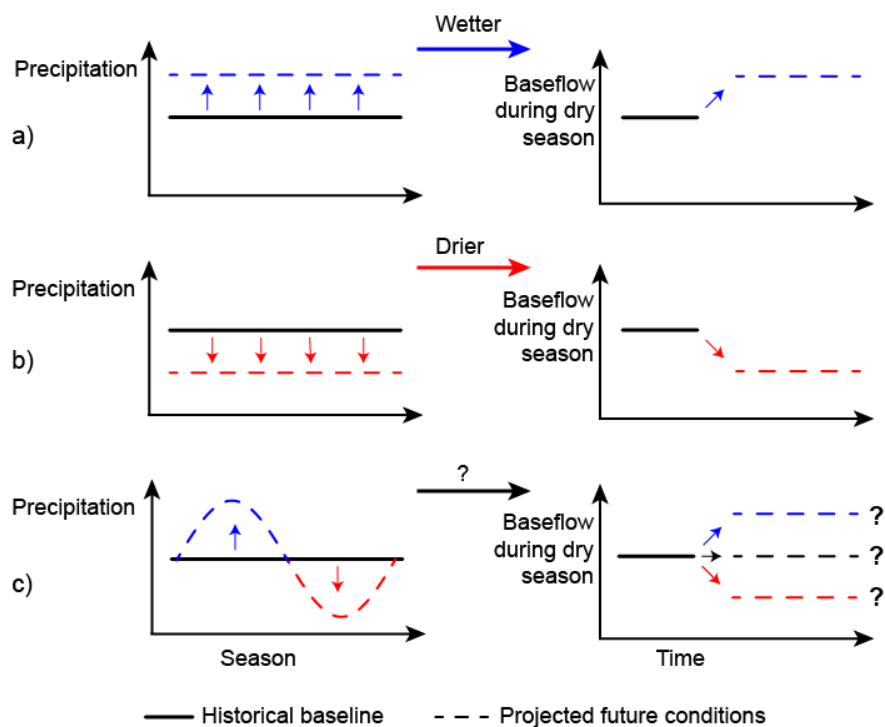 Wetter
Precipitation
Baseflow
during dry
season
a)
Drier
Precipitation
Baseflow
during dry
season
b)
?
Precipitation
Baseflow
during dry
season
?
?
?
c)
Season
Time
Historical baseline
Projected future conditions